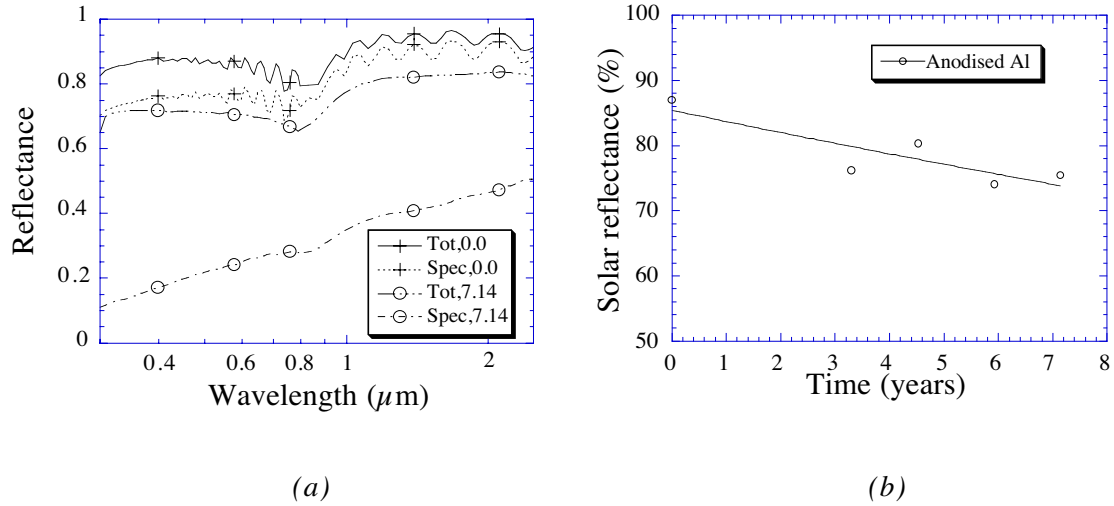 1
0.8
0.6
0.4
0.2
0
Reflectance
0.4
0.6
0.8
1
2
Wavelength (µm)
Tot,0.0
Spec,0.0
Tot,7.14
Spec,7.14
(a)
100
90
80
70
60
50
Solar reflectance (%)
0
1
2
3
4
5
6
7
8
Time (years)
Anodised Al
(b)